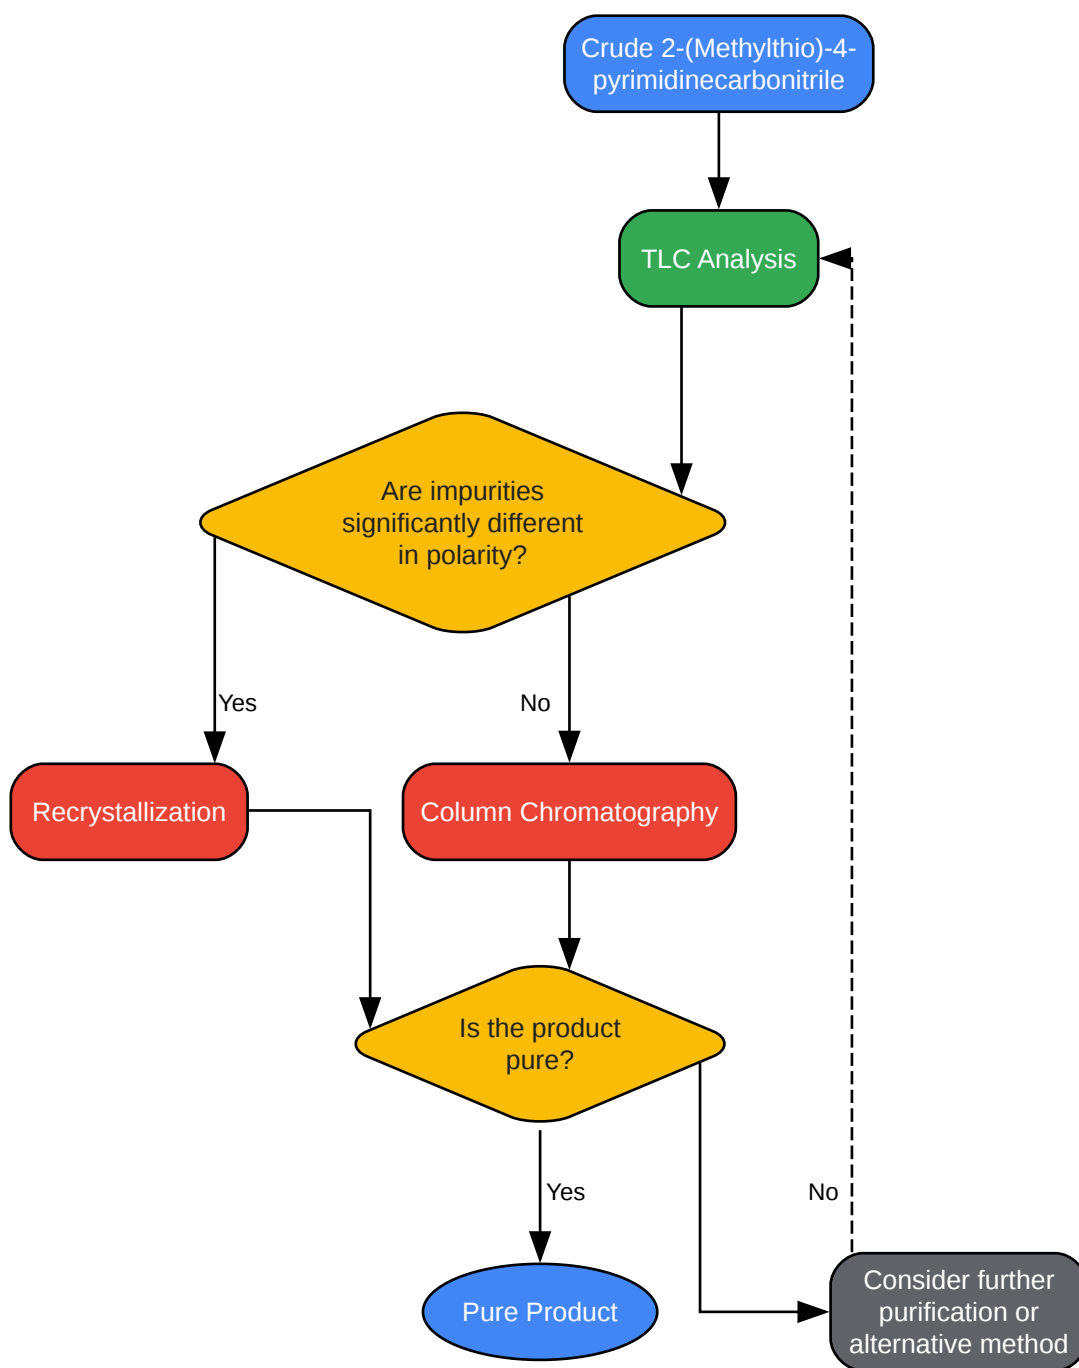 Crude 2-(Methylthio)-4-
pyrimidinecarbonitrile
TLC Analysis
Are impurities
significantly different
in polarity?
Yes
No
Recrystallization
Column Chromatography
Is the product
pure?
Yes
No
Pure Product
Consider further
purification or
alternative method